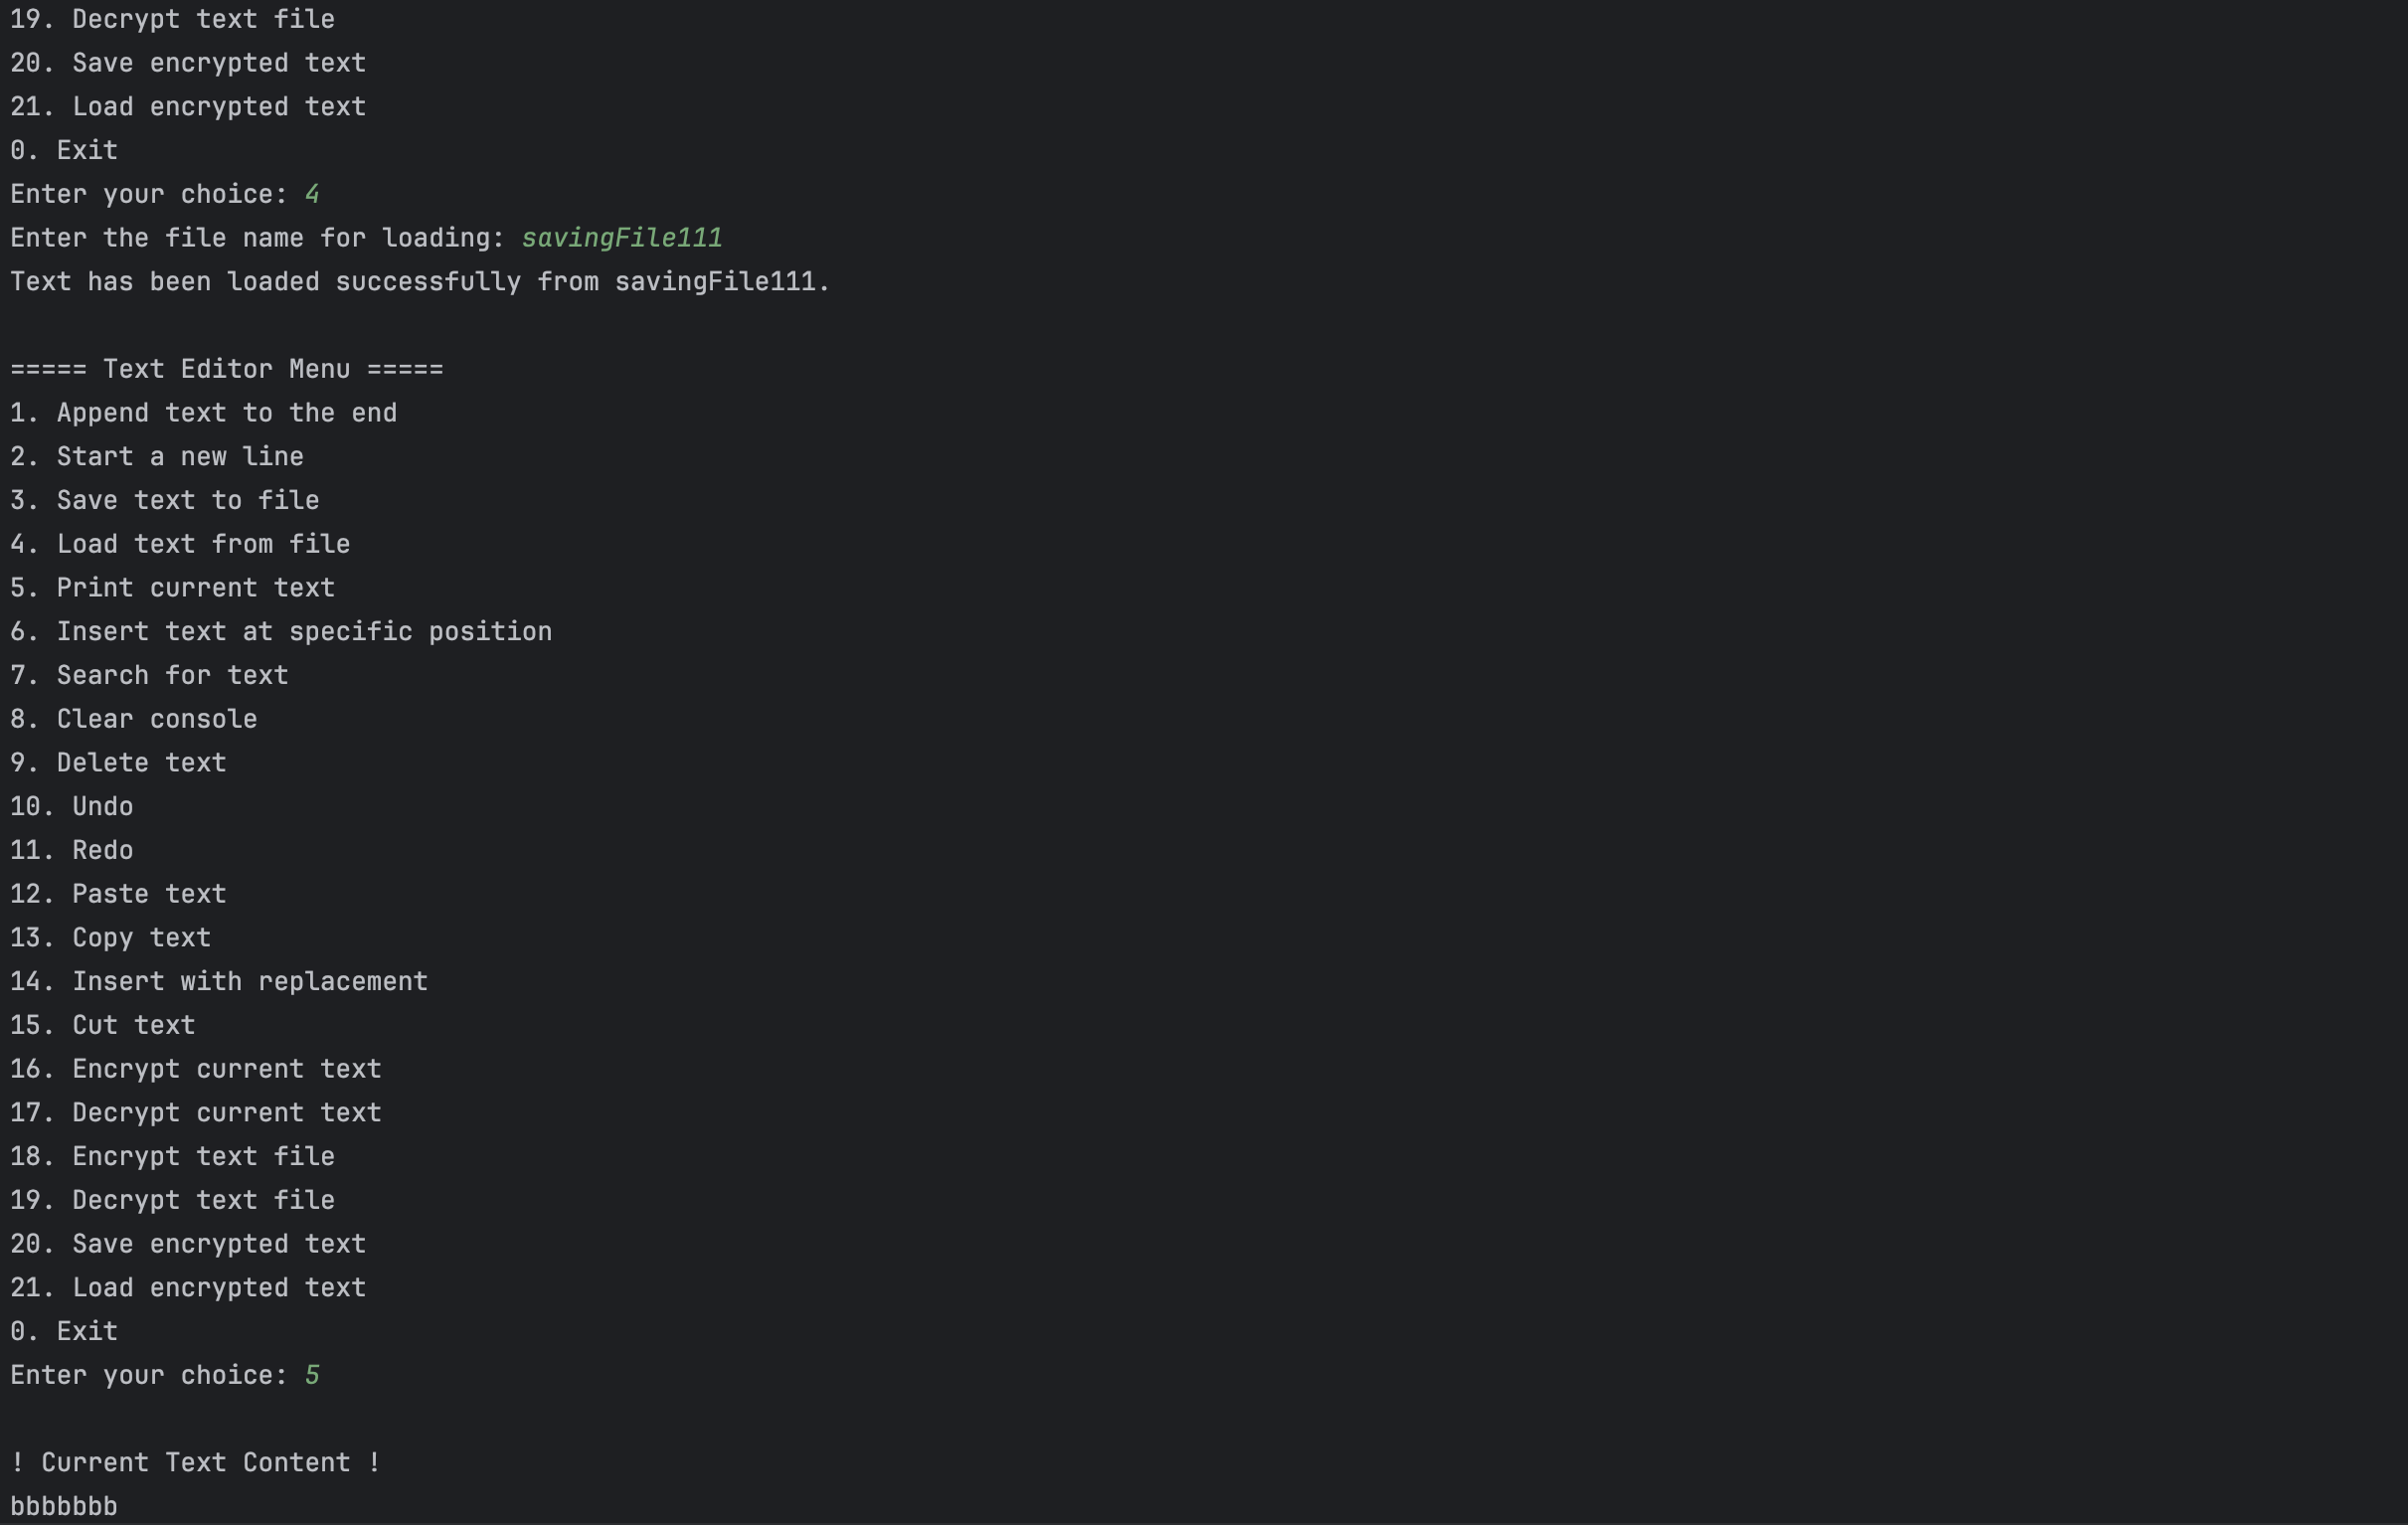 19. Decrypt text file
20. Save encrypted text
21. Load encrypted text
0. Exit
Enter your choice: 4
Enter the file name for loading: savingFile111
Text has been loaded successfully from savingFile111.
===== Text Editor Menu =====
1. Append text to the end
2. Start a new line
3. Save text to file
4. Load text from file
5. Print current text
6. Insert text at specific position
7. Search for text
8. Clear console
9. Delete text
10. Undo
11. Redo
12. Paste text
13. Copy text
14. Insert with replacement
15. Cut text
16. Encrypt current text
17. Decrypt current text
18. Encrypt text file
19. Decrypt text file
20. Save encrypted text
21. Load encrypted text
0. Exit
Enter your choice: 5
! Current Text Content !
bbbbbbb